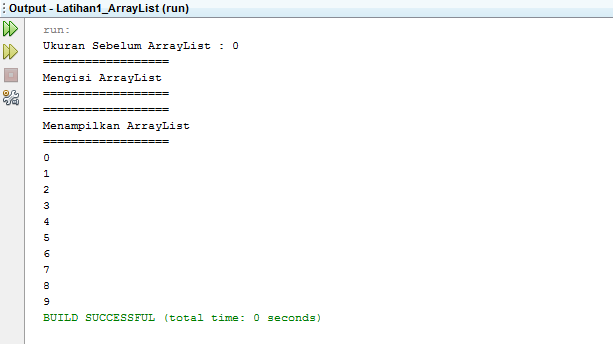 Output - Latihan1_ArrayList (run)
run:
Ukuran Sebelum ArrayList : 0
==================
Mengisi ArrayList
==================
==================
Menampilkan ArrayList
==================
0
1
2
3
4
5
6
7
8
9
BUILD SUCCESSFUL (total time: 0 seconds)